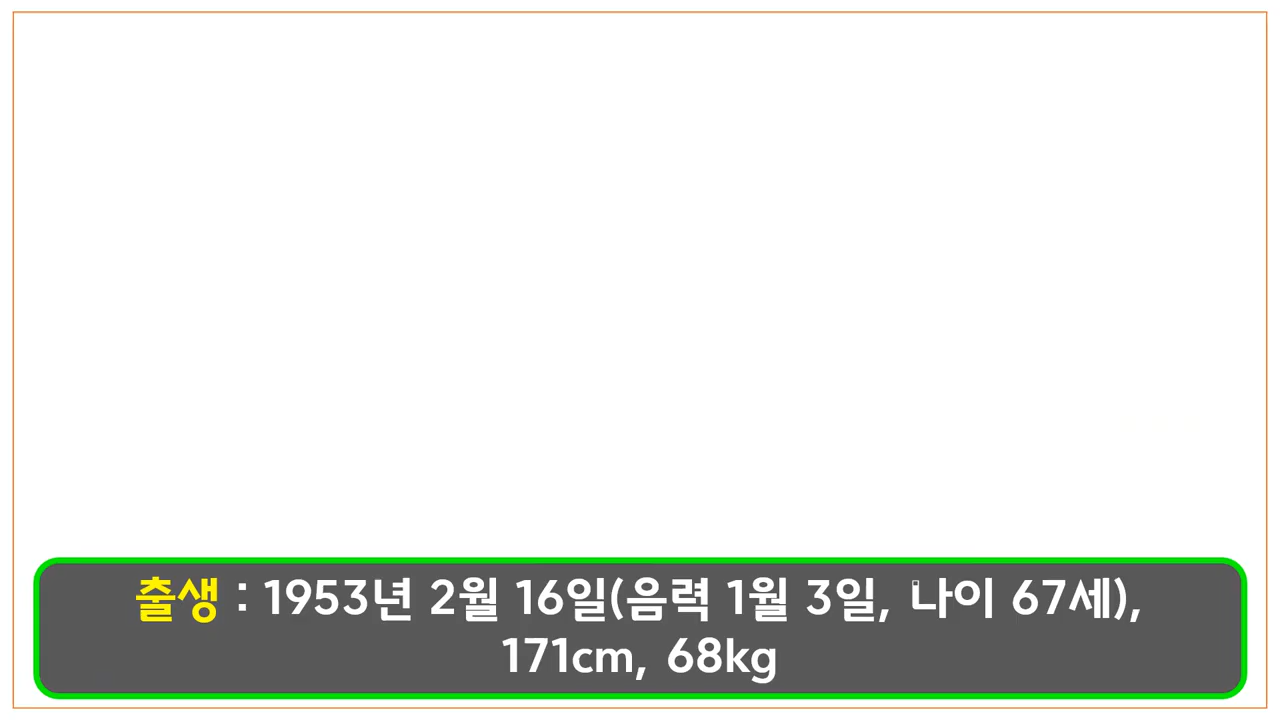 출생 : 1953년 2월 16일(음력 1월 3일, 나이 67세),
171cm, 68kg